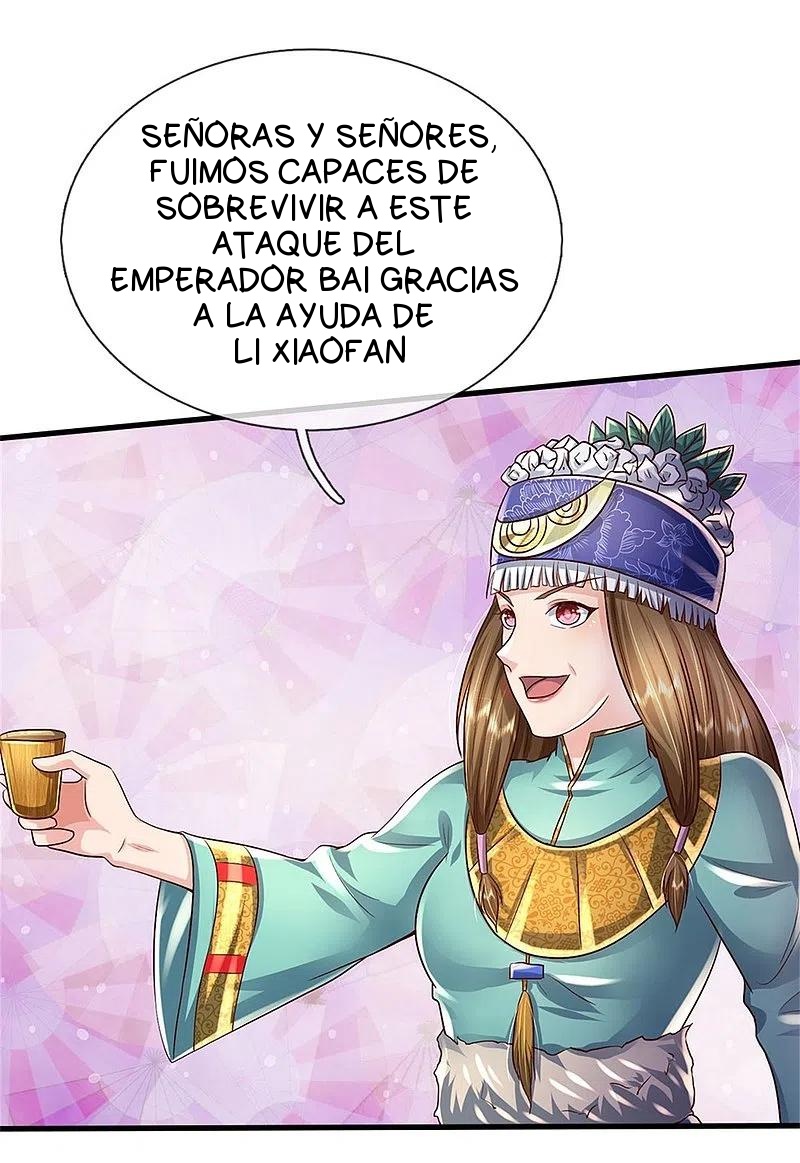 SEÑORAS Y SEÑORES,
FUIMOS CAPACES DE
SOBREVIVIR A ESTE
ATAQUE DEL
EMPERADOR BAI GRACIAS
A LA AYUDA DE
LI XIAOFAN